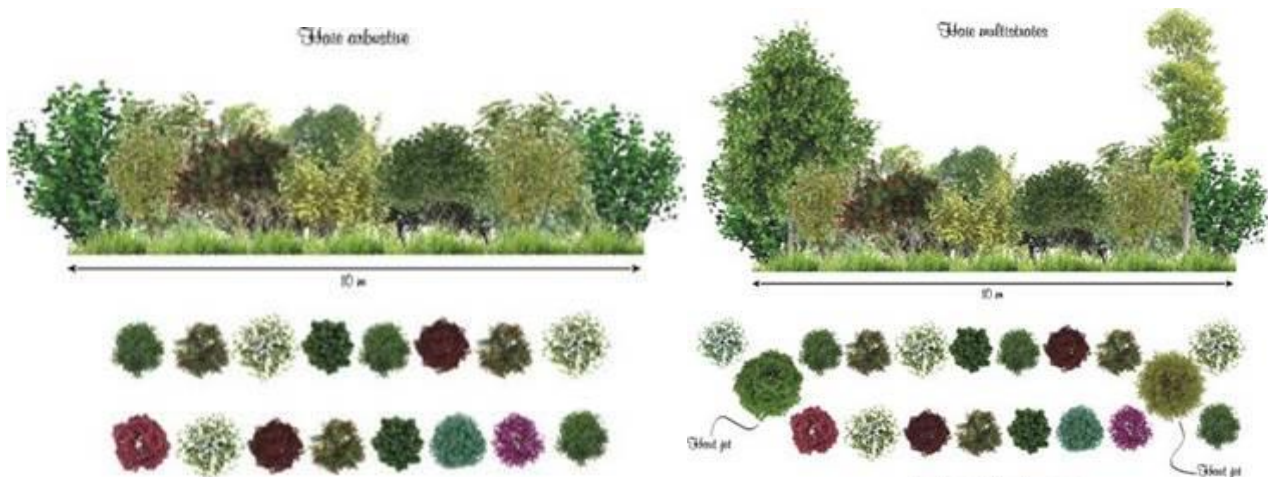 Haie arbustive
10 m
Haie multistrates
10 m
Haut jet
Haut jet